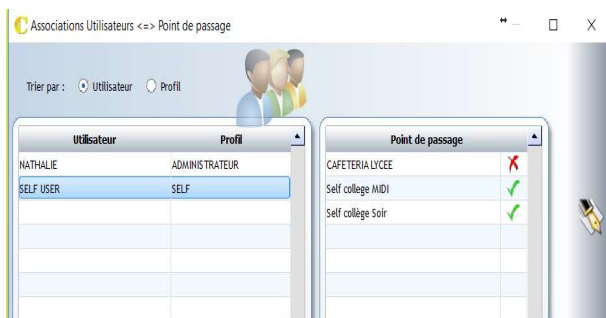 Associations Utilisateurs <=> Point de passage
Trier par : Utilisateur Profil
Utilisateur Profil Point de passage
NATHALIE ADMINISTRATEUR CAFETERIA LYCEE
SELF USER SELF Self college MIDI
Self collège Soir